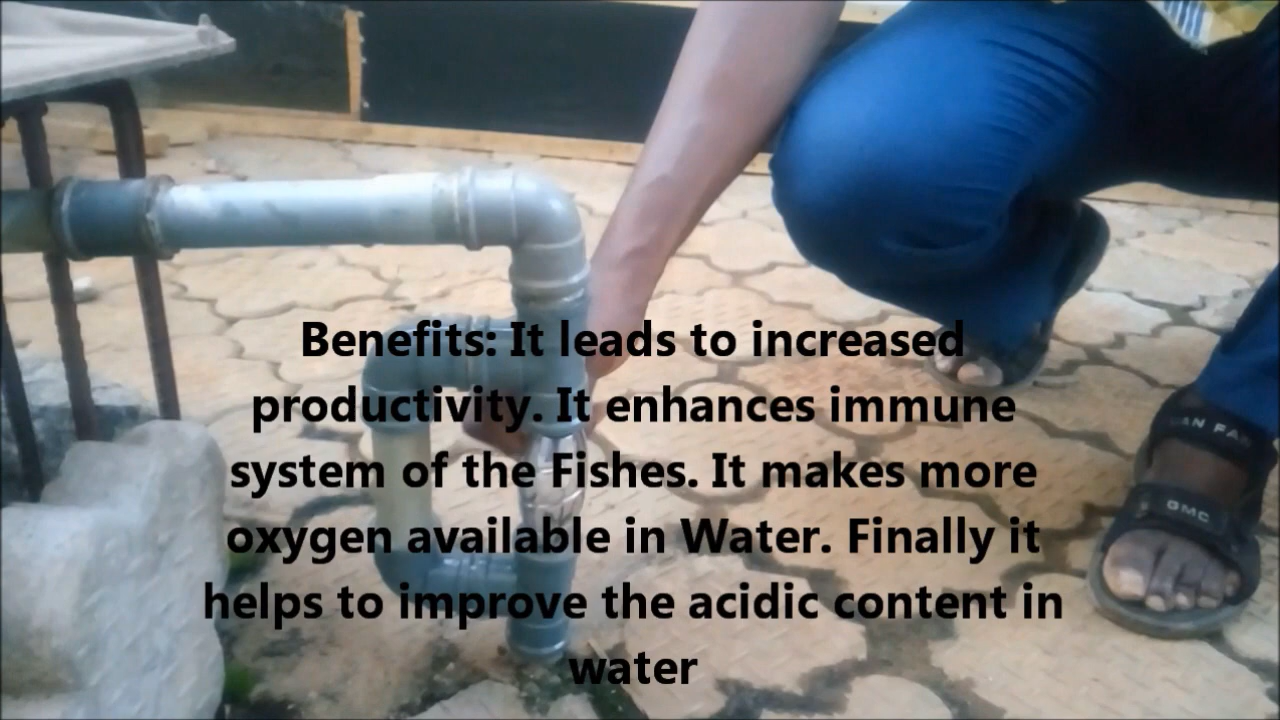 Benefits: It leads to increased
productivity. It enhances immune
system of the Fishes. It makes more
oxygen available in Water. Finally it
helps to improve the acidic content in
water
GMC